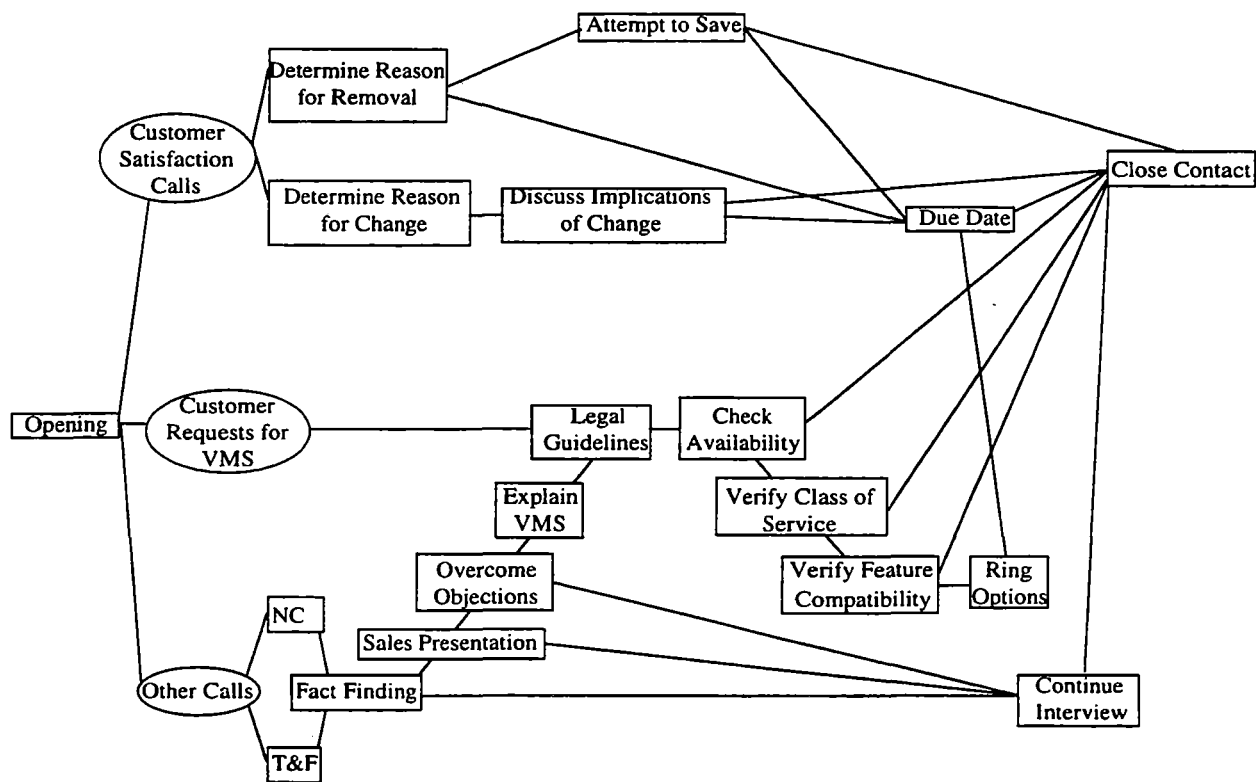 Attempt to Save
Determine Reason
for Removal
Customer
Satisfaction
Calls
Close Contact
Determine Reason
for Change
Discuss Implications
of Change
Due Date
Opening
Customer
Requests for
VMS
Legal
Guidelines
Check
Availability
Explain
VMS
Verify Class of
Service
Overcome
Objections
Verify Feature
Compatibility
Ring
Options
NC
Sales Presentation
Other Calls
Fact Finding
Continue
Interview
T&F